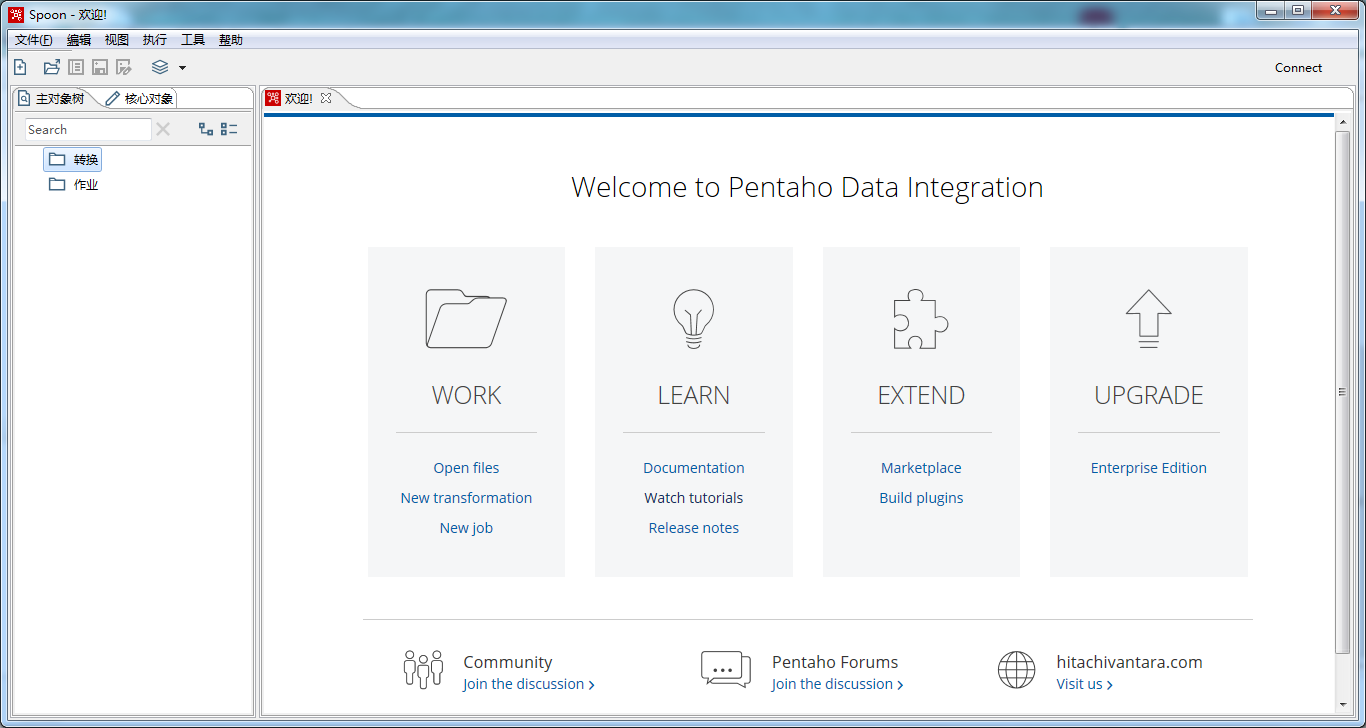 Spoon - 欢迎!
文件(F) 编辑 视图 执行 工具 帮助
Connect
主对象树 核心对象
欢迎!
Search
转换
作业
Welcome to Pentaho Data Integration
WORK
Open files
New transformation
New job
LEARN
Documentation
Watch tutorials
Release notes
EXTEND
Marketplace
Build plugins
UPGRADE
Enterprise Edition
Community
Join the discussion
Pentaho Forums
Join the discussion
hitachivantara.com
Visit us